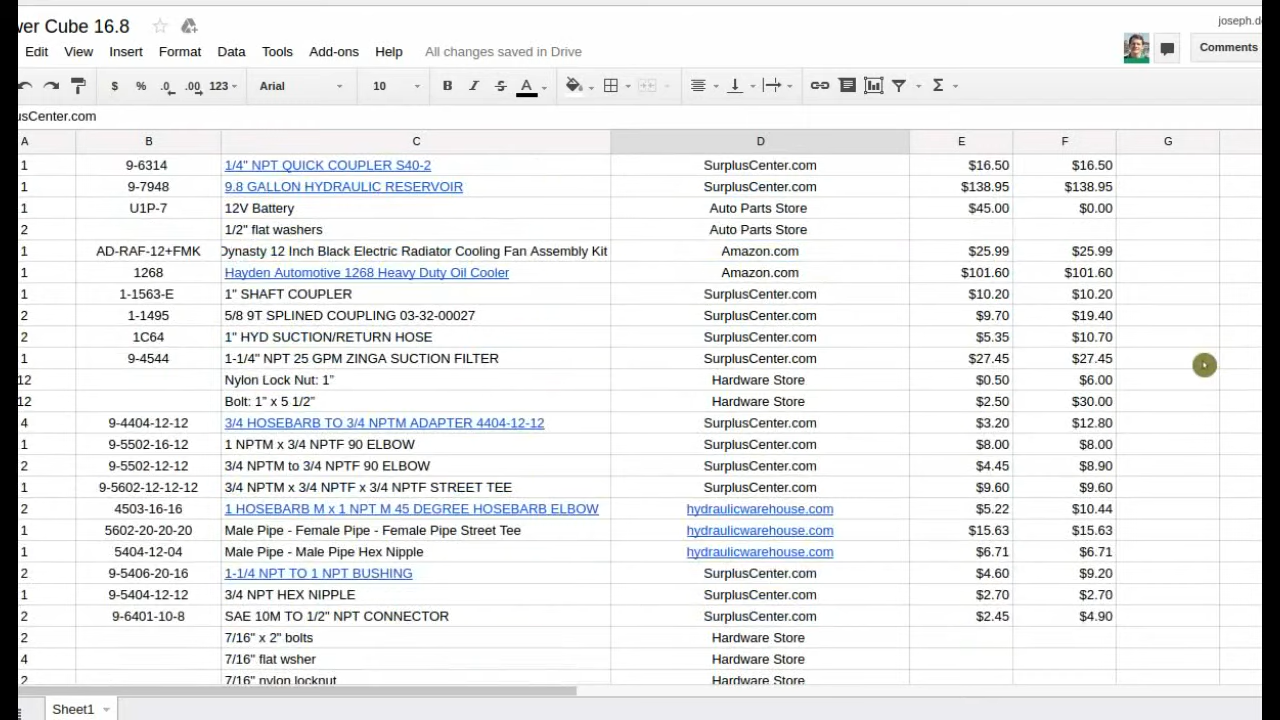 wer Cube 16.8
joseph.de
Edit View Insert Format Data Tools Add-ons Help All changes saved in Drive
Comments
$ % .0 .00 123 Arial 10 B I S A Σ
usCenter.com
A B C D E F G
1 9-6314 1/4" NPT QUICK COUPLER S40-2 SurplusCenter.com $16.50 $16.50
1 9-7948 9.8 GALLON HYDRAULIC RESERVOIR SurplusCenter.com $138.95 $138.95
1 U1P-7 12V Battery Auto Parts Store $45.00 $0.00
2 1/2" flat washers Auto Parts Store
1 AD-RAF-12+FMK Dynasty 12 Inch Black Electric Radiator Cooling Fan Assembly Kit Amazon.com $25.99 $25.99
1 1268 Hayden Automotive 1268 Heavy Duty Oil Cooler Amazon.com $101.60 $101.60
1 1-1563-E 1" SHAFT COUPLER SurplusCenter.com $10.20 $10.20
2 1-1495 5/8 9T SPLINED COUPLING 03-32-00027 SurplusCenter.com $9.70 $19.40
2 1C64 1" HYD SUCTION/RETURN HOSE SurplusCenter.com $5.35 $10.70
1 9-4544 1-1/4" NPT 25 GPM ZINGA SUCTION FILTER SurplusCenter.com $27.45 $27.45
12 Nylon Lock Nut: 1" Hardware Store $0.50 $6.00
12 Bolt: 1" x 5 1/2" Hardware Store $2.50 $30.00
4 9-4404-12-12 3/4 HOSEBARB TO 3/4 NPTM ADAPTER 4404-12-12 SurplusCenter.com $3.20 $12.80
1 9-5502-16-12 1 NPTM x 3/4 NPTF 90 ELBOW SurplusCenter.com $8.00 $8.00
2 9-5502-12-12 3/4 NPTM to 3/4 NPTF 90 ELBOW SurplusCenter.com $4.45 $8.90
1 9-5602-12-12-12 3/4 NPTM x 3/4 NPTF x 3/4 NPTF STREET TEE SurplusCenter.com $9.60 $9.60
2 4503-16-16 1 HOSEBARB M x 1 NPT M 45 DEGREE HOSEBARB ELBOW hydraulicwarehouse.com $5.22 $10.44
1 5602-20-20-20 Male Pipe - Female Pipe - Female Pipe Street Tee hydraulicwarehouse.com $15.63 $15.63
1 5404-12-04 Male Pipe - Male Pipe Hex Nipple hydraulicwarehouse.com $6.71 $6.71
2 9-5406-20-16 1-1/4 NPT TO 1 NPT BUSHING SurplusCenter.com $4.60 $9.20
1 9-5404-12-12 3/4 NPT HEX NIPPLE SurplusCenter.com $2.70 $2.70
2 9-6401-10-8 SAE 10M TO 1/2" NPT CONNECTOR SurplusCenter.com $2.45 $4.90
2 7/16" x 2" bolts Hardware Store
4 7/16" flat wsher Hardware Store
2 7/16" nylon locknut Hardware Store
Sheet1